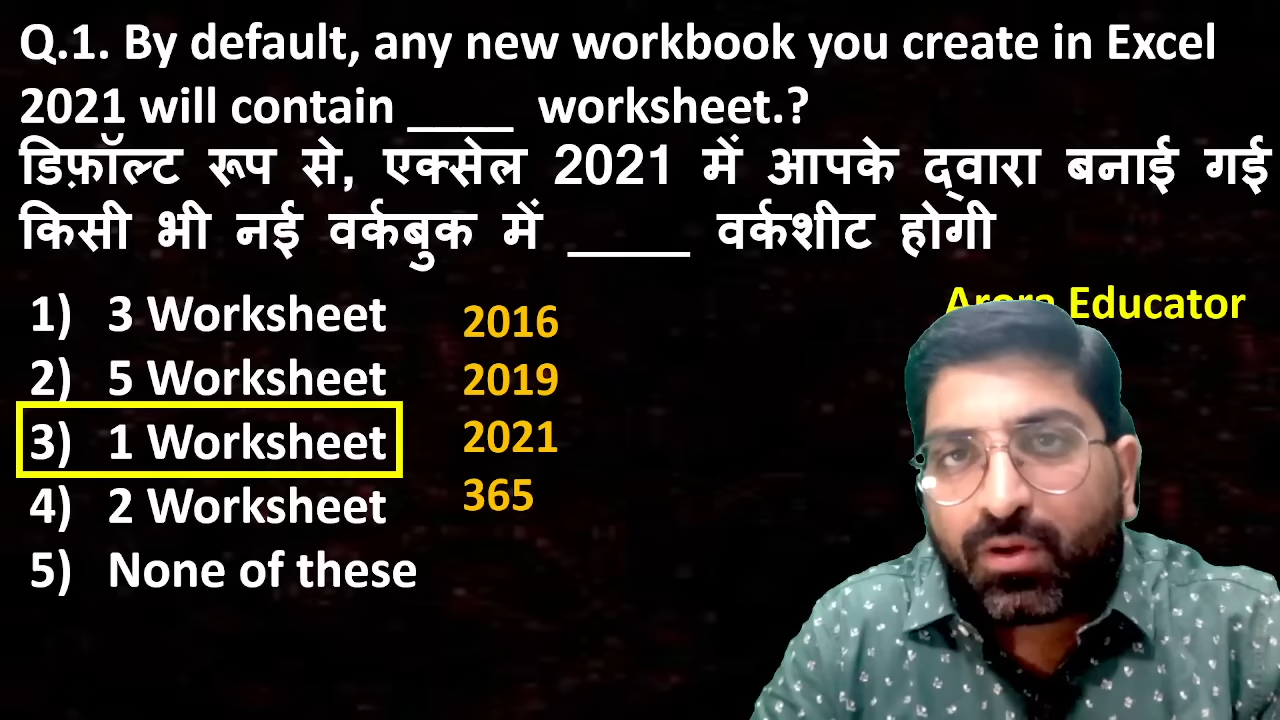 Q.1. By default, any new workbook you create in Excel
2021 will contain ____ worksheet.?
डिफ़ॉल्ट रूप से, एक्सेल 2021 में आपके द्वारा बनाई गई
किसी भी नई वर्कबुक में _____ वर्कशीट होगी
Arora Educator
1) 3 Worksheet
2) 5 Worksheet
3) 1 Worksheet
4) 2 Worksheet
5) None of these
2016
2019
2021
365